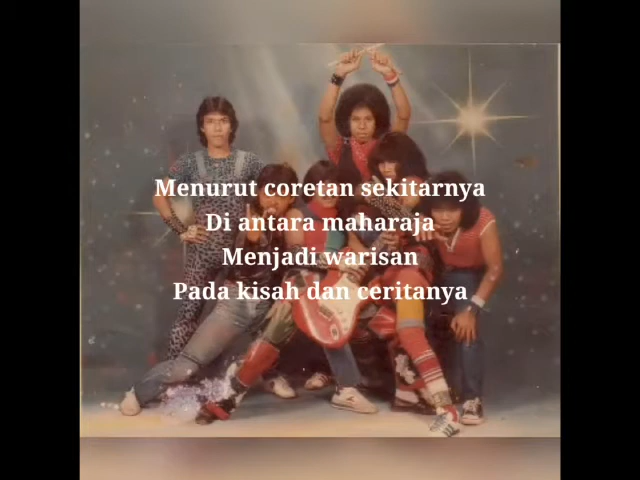 Menurut coretan sekitarnya
Di antara maharaja
Menjadi warisan
Pada kisah dan ceritanya